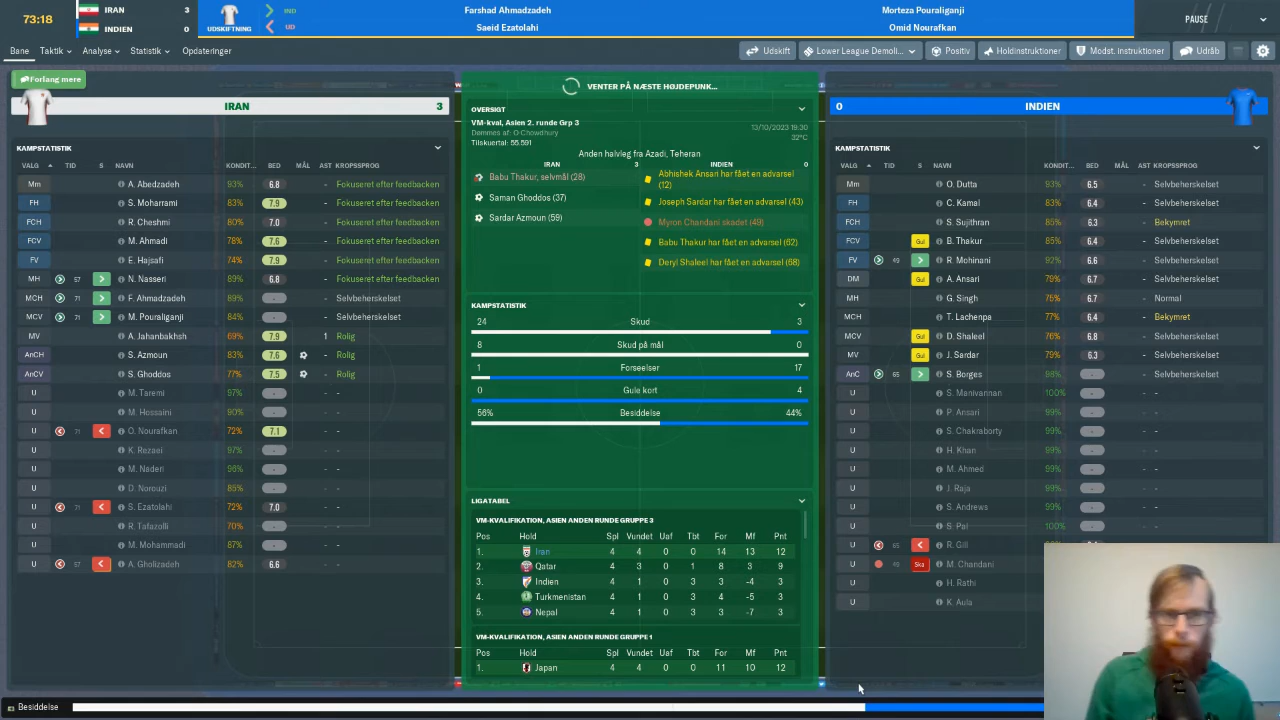 73:18
IRAN 3
INDIEN 0
UDSKIFTNING
IND
UD
Farshad Ahmadzadeh
Saeid Ezatolahi
Morteza Pouraliganji
Omid Nourafkan
PAUSE
Bane Taktik Analyse Statistik Opdateringer
Udskift Lower League Demoli... Positiv Holdinstruktioner Modst. instruktioner Udråb
Forlang mere
IRAN 3
KAMPSTATISTIK
VALG TID S NAVN KONDIT... BED MÅL AST KROPSSPROG
Mm A. Abedzadeh 93% 6.8 Fokuseret efter feedbacken
FH S. Moharrami 83% 7.9 Fokuseret efter feedbacken
FCH R. Cheshmi 80% 7.0 Fokuseret efter feedbacken
FCV M. Ahmadi 78% 7.6 Fokuseret efter feedbacken
FV E. Hajsafi 74% 7.9 Fokuseret efter feedbacken
MH 57 N. Nasseri 89% 6.8 Fokuseret efter feedbacken
MCH 71 F. Ahmadzadeh 89% - Selvbeherskelset
MCV 71 M. Pouraliganji 84% - Selvbeherskelset
MV A. Jahanbakhsh 69% 7.9 1 Rolig
AnCH S. Azmoun 83% 7.6 Rolig
AnCV S. Ghoddos 77% 7.5 Rolig
U M. Taremi 97% - - -
U M. Hosseini 90% - - -
U 71 O. Nourafkan 72% 7.1 - -
U K. Rezaei 97% - - -
U M. Naderi 96% - - -
U D. Norouzi 85% - - -
U 71 S. Ezatolahi 72% 7.0 - -
U R. Tafazolli 70% - - -
U M. Mohammadi 87% - - -
U 57 A. Gholizadeh 82% 6.6 - -
VENTER PÅ NÆSTE HØJDEPUNK...
OVERSIGT
VM-kval, Asien 2. runde Grp 3
Dømmes af: O Chowdhury
Tilskuertal: 56.591
13/10/2023 19.30
32°C
Anden halvleg fra Azadi, Teheran
IRAN 3 INDIEN 0
Babu Thakur, selvmål (28)
Saman Ghoddos (37)
Sardar Azmoun (59)
Abhishek Ansari har fået en advarsel
(12)
Joseph Sardar har fået en advarsel (43)
Myron Chandani skadet (49)
Babu Thakur har fået en advarsel (62)
Deryl Shaleel har fået en advarsel (68)
KAMPSTATISTIK
24 Skud 3
8 Skud på mål 0
1 Forseelser 17
0 Gule kort 4
56% Besiddelse 44%
LIGATABEL
VM-KVALIFIKATION, ASIEN ANDEN RUNDE GRUPPE 3
Pos Hold Spl Vundet Uaf Tbt For Mf Pnt
1. Iran 4 4 0 0 14 13 12
2. Qatar 4 3 0 1 8 3 9
3. Indien 4 1 0 3 3 -4 3
4. Turkmenistan 4 1 0 3 4 -5 3
5. Nepal 4 1 0 3 3 -7 3
VM-KVALIFIKATION, ASIEN ANDEN RUNDE GRUPPE 1
Pos Hold Spl Vundet Uaf Tbt For Mf Pnt
1. Japan 4 4 0 0 11 10 12
0 INDIEN
KAMPSTATISTIK
VALG TID S NAVN KONDIT... BED MÅL AST KROPSSPROG
Mm O. Dutta 93% 6.5 Selvbeherskelset
FH C. Kamal 83% 6.4 Selvbeherskelset
FCH S. Sujithran 85% 6.3 Bekymret
FCV Gul B. Thakur 85% 6.4 Selvbeherskelset
FV 49 R. Mohinani 92% 6.6 Selvbeherskelset
DM Gul A. Ansari 79% 6.7 Selvbeherskelset
MH G. Singh 75% 6.7 Normal
MCH T. Lachenpa 77% 6.4 Bekymret
MCV Gul D. Shaleel 76% 6.8 Selvbeherskelset
MV Gul J. Sardar 79% 6.3 Selvbeherskelset
AnC 65 S. Borges 98% - Selvbeherskelset
U S. Manivannan 100% - - -
U P. Ansari 99% - - -
U S. Chakraborty 99% - - -
U H. Khan 99% - - -
U M. Ahmed 99% - - -
U J. Raja 99% - - -
U S. Andrews 99% - - -
U S. Pal 100% - - -
U 65 R. Gill
U 49 Ska M. Chandani
U H. Rathi
U K. Aula
Besiddelse